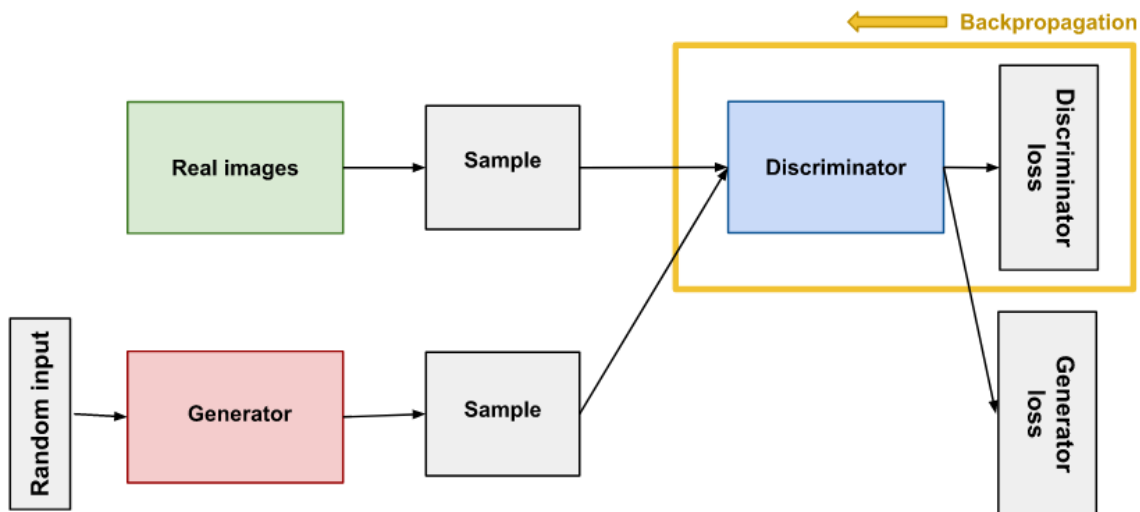 Backpropagation
Real images
Sample
Discriminator
Discriminator
loss
Random input
Generator
Sample
Generator
loss